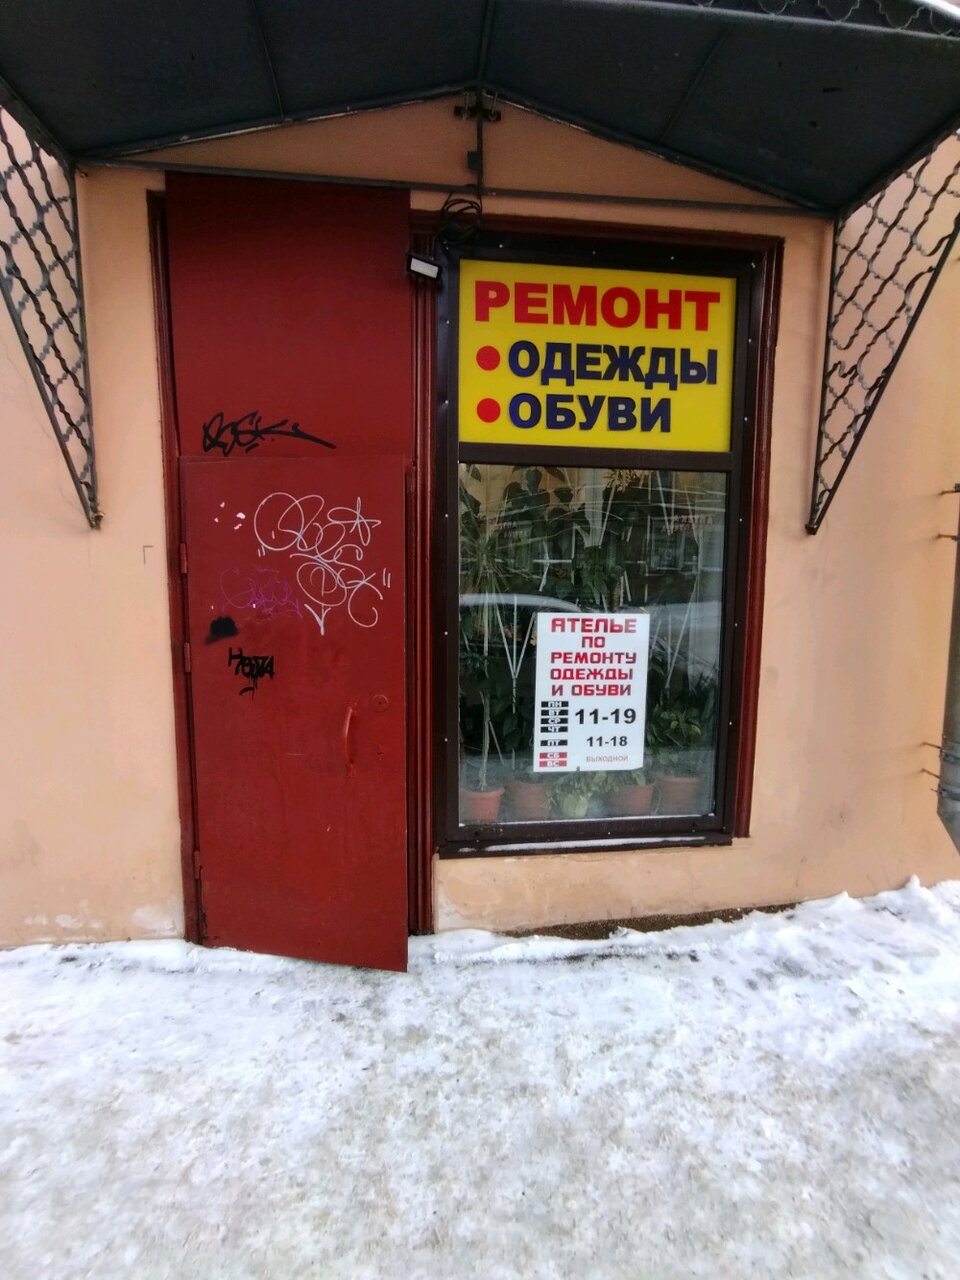 РЕМОНТ
• ОДЕЖДЫ
• ОБУВИ
АТЕЛЬЕ
ПО
РЕМОНТУ
ОДЕЖДЫ
И ОБУВИ
ПН
ВТ
СР 11-19
ЧТ
ПТ 11-18
СБ
ВС ВЫХОДНОЙ